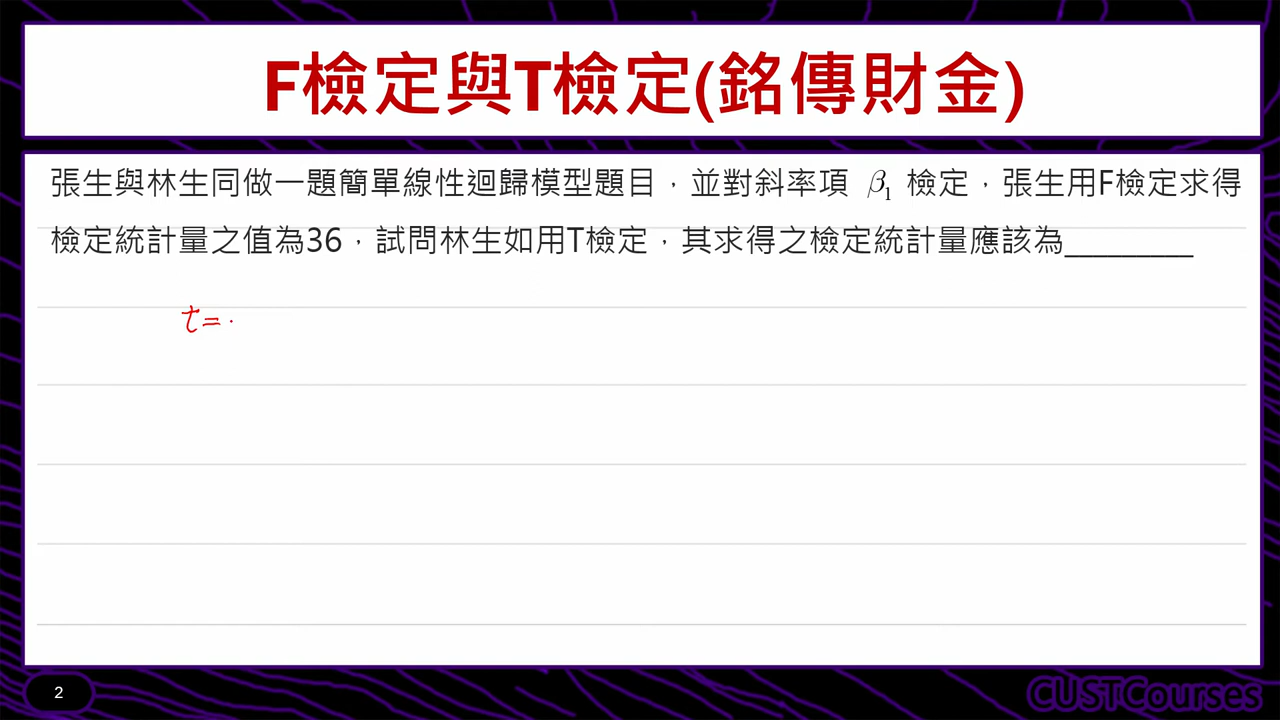 F檢定與T檢定(銘傳財金)
張生與林生同做一題簡單線性迴歸模型題目，並對斜率項 β₁ 檢定，張生用F檢定求得
檢定統計量之值為36，試問林生如用T檢定，其求得之檢定統計量應該為_________
t=
2
CUSTCourses